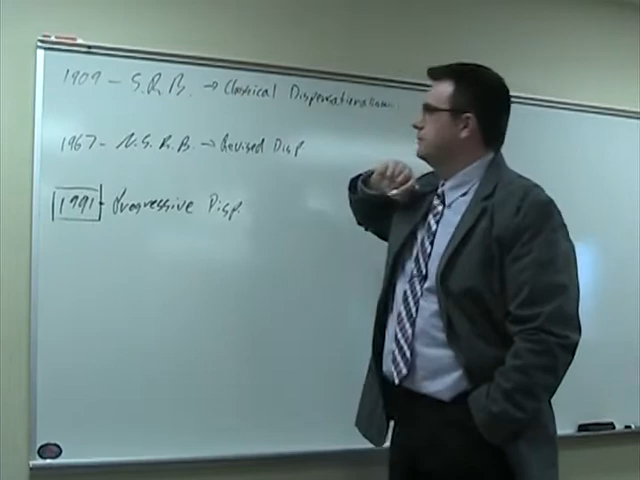 1909 - S.R.B. → Classical Dispensationalism
1967 - N.S.R.B → Revised Disp
1991 - Progressive Disp.